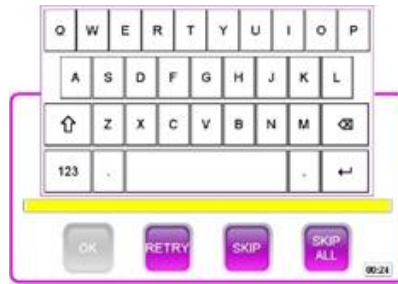 Q W E R T Y U I O P
A S D F G H J K L
Z X C V B N M
123 . .
OK RETRY SKIP SKIP ALL
00:24